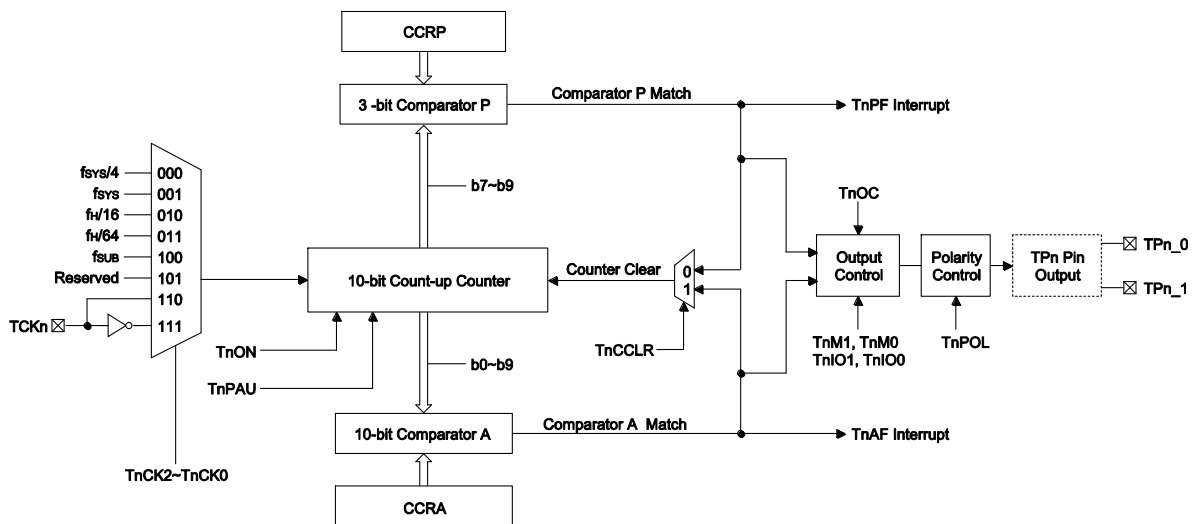 CCRP
3 -bit Comparator P
Comparator P Match
TnPF Interrupt
b7~b9
fSYS/4
000
fSYS
001
fH/16
010
fH/64
011
fSUB
100
Reserved
101
110
TCKn
111
TnCK2~TnCK0
10-bit Count-up Counter
Counter Clear
0
1
TnCCLR
TnON
TnPAU
b0~b9
TnOC
Output
Control
TnM1, TnM0
TnIO1, TnIO0
Polarity
Control
TnPOL
TPn Pin
Output
TPn_0
TPn_1
10-bit Comparator A
Comparator A Match
TnAF Interrupt
CCRA